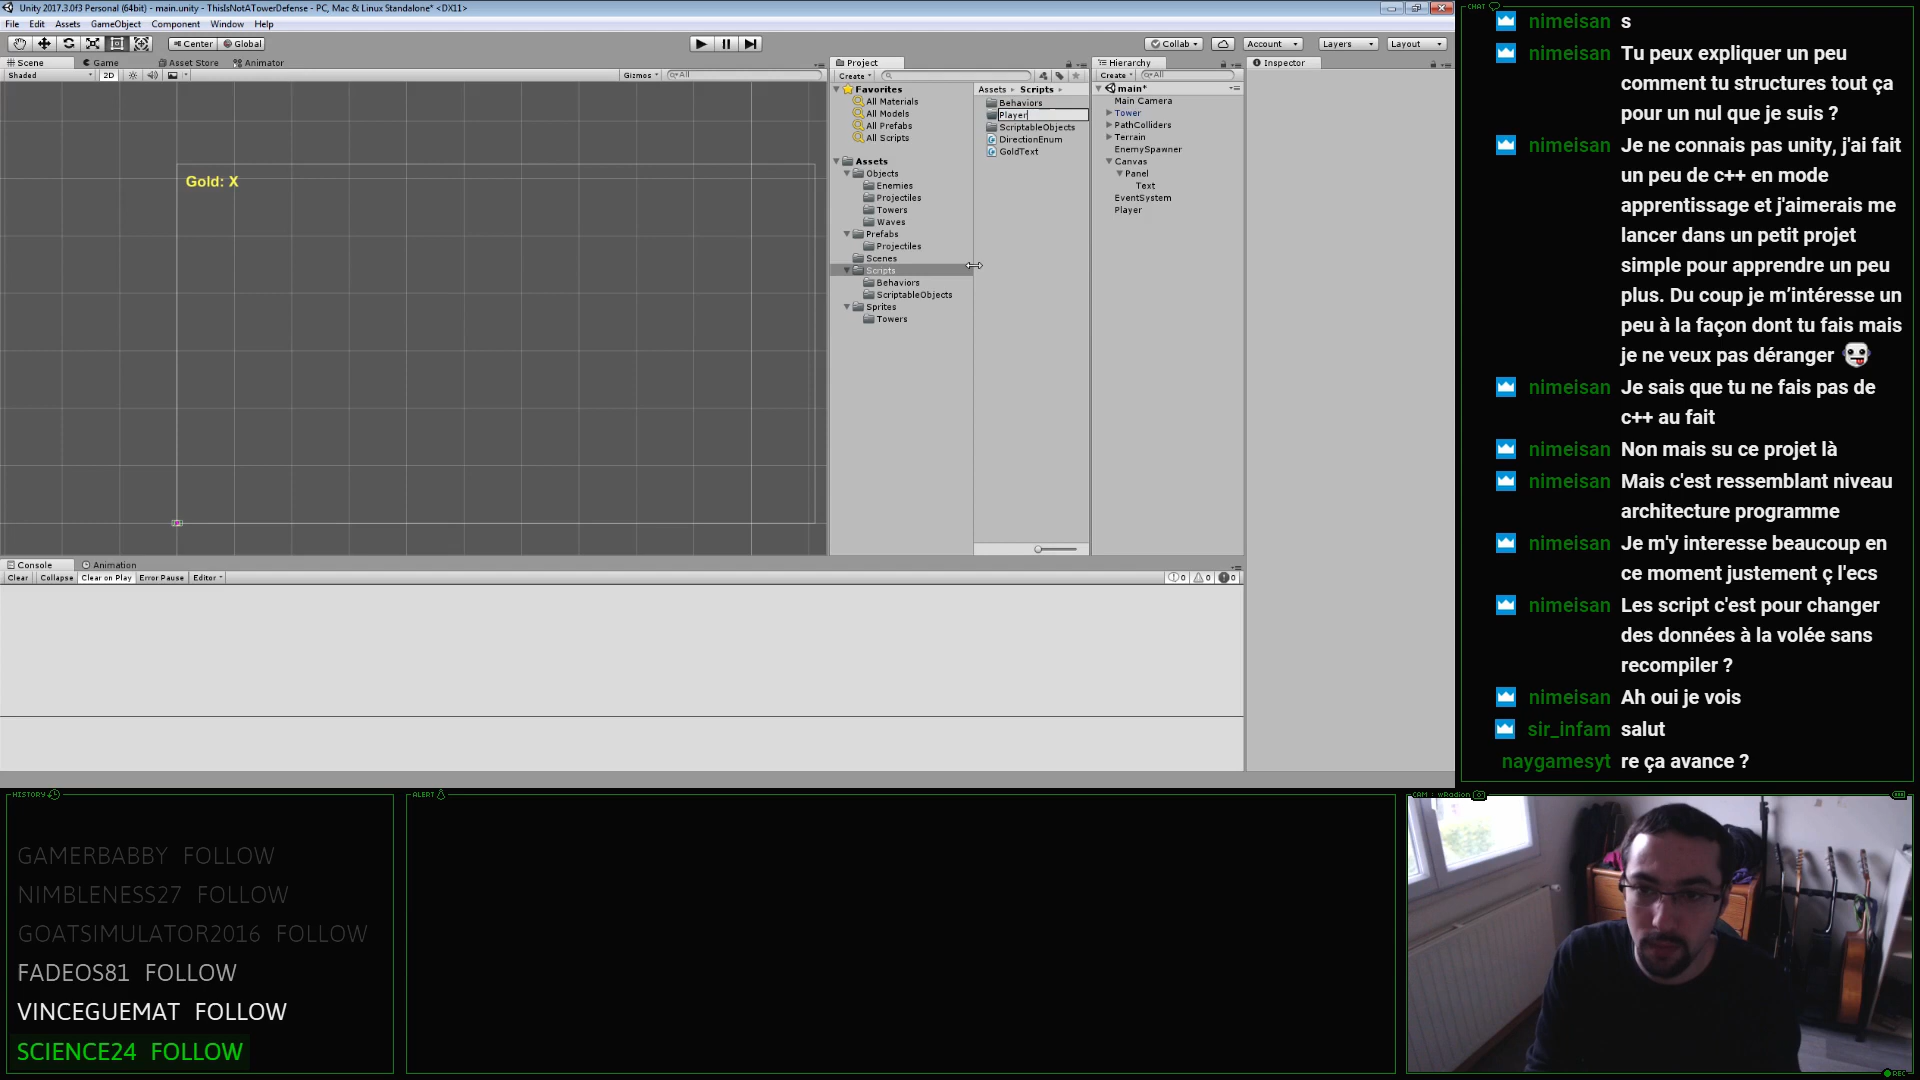 Unity 2017.3.0f3 Personal (64bit) - main.unity - ThisIsNotATowerDefense - PC, Mac & Linux Standalone* <DX11>
File Edit Assets GameObject Component Window Help
Center Global
Collab Account Layers Layout
Scene Game Asset Store Animator
Shaded 2D Gizmos All
Gold: X
Project
Create
Favorites
All Materials
All Models
All Prefabs
All Scripts
Assets
Objects
Enemies
Projectiles
Towers
Waves
Prefabs
Projectiles
Scenes
Scripts
Behaviors
ScriptableObjects
Sprites
Towers
Assets Scripts
Behaviors
Player
ScriptableObjects
DirectionEnum
GoldText
Hierarchy
Create All
main*
Main Camera
Tower
PathColliders
Terrain
EnemySpawner
Canvas
Panel
Text
EventSystem
Player
Inspector
Console Animation
Clear Collapse Clear on Play Error Pause Editor
0 0 0
CHAT
nimeisan s
nimeisan Tu peux expliquer un peu
comment tu structures tout ça
pour un nul que je suis ?
nimeisan Je ne connais pas unity, j'ai fait
un peu de c++ en mode
apprentissage et j'aimerais me
lancer dans un petit projet
simple pour apprendre un peu
plus. Du coup je m’intéresse un
peu à la façon dont tu fais mais
je ne veux pas déranger
nimeisan Je sais que tu ne fais pas de
c++ au fait
nimeisan Non mais su ce projet là
nimeisan Mais c'est ressemblant niveau
architecture programme
nimeisan Je m'y interesse beaucoup en
ce moment justement ç l'ecs
nimeisan Les script c'est pour changer
des données à la volée sans
recompiler ?
nimeisan Ah oui je vois
sir_infam salut
naygamesyt re ça avance ?
HISTORY
GAMERBABBY FOLLOW
NIMBLENESS27 FOLLOW
GOATSIMULATOR2016 FOLLOW
FADEOS81 FOLLOW
VINCEGUEMAT FOLLOW
SCIENCE24 FOLLOW
ALERT
CAM : wRadion
REC